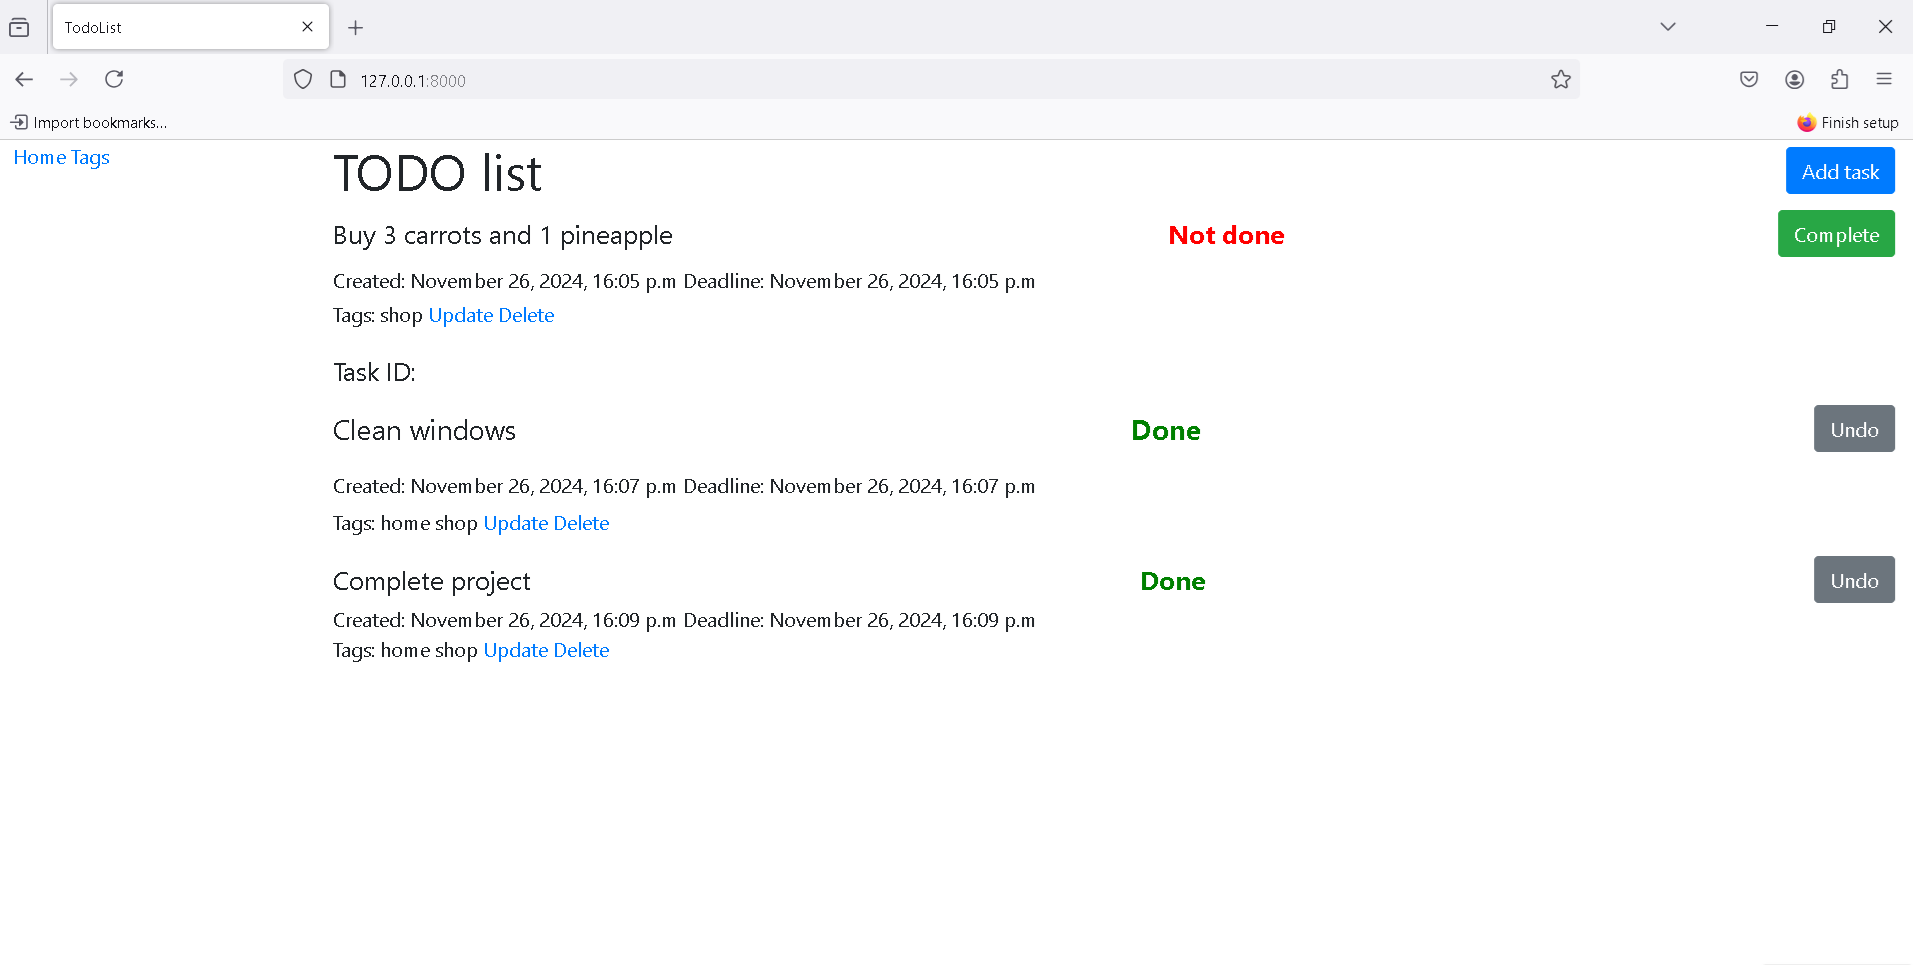 TodoList
127.0.0.1:8000
Import bookmarks...
Finish setup
Home Tags
TODO list
Add task
Buy 3 carrots and 1 pineapple
Not done
Complete
Created: November 26, 2024, 16:05 p.m Deadline: November 26, 2024, 16:05 p.m
Tags: shop Update Delete
Task ID:
Clean windows
Done
Undo
Created: November 26, 2024, 16:07 p.m Deadline: November 26, 2024, 16:07 p.m
Tags: home shop Update Delete
Complete project
Done
Undo
Created: November 26, 2024, 16:09 p.m Deadline: November 26, 2024, 16:09 p.m
Tags: home shop Update Delete